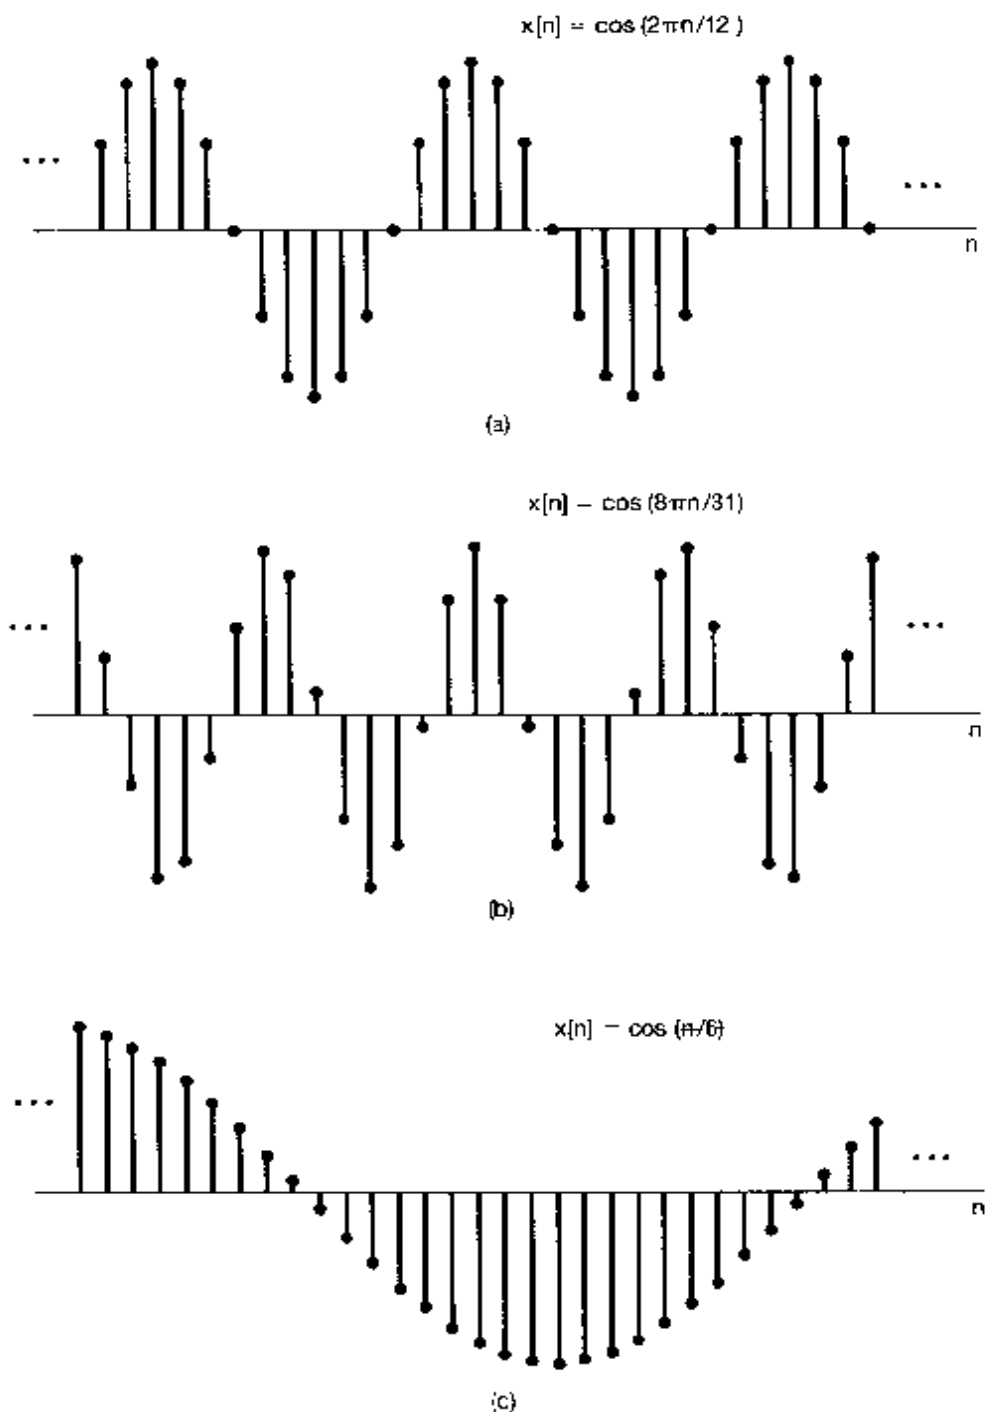 x[n] = cos (2πn/12 )
...
...
n
(a)
x[n] = cos (8πn/31)
...
...
n
(b)
x[n] = cos (n/6)
...
...
n
(c)